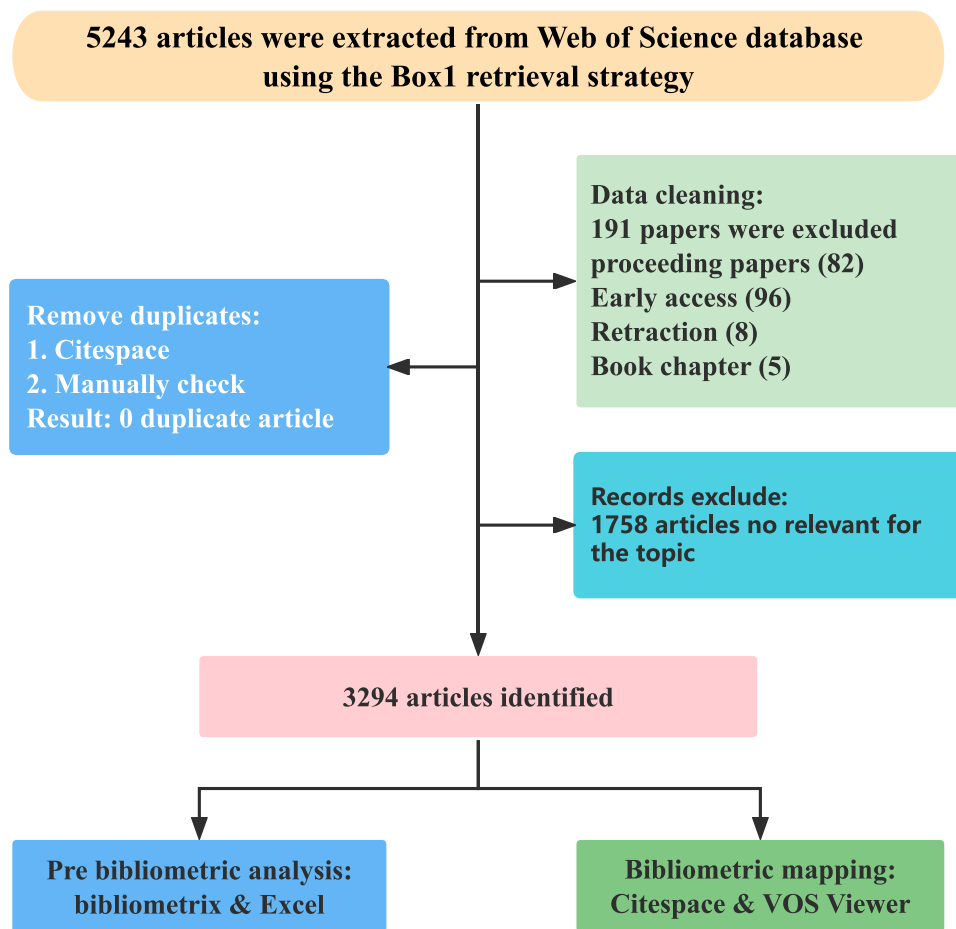 5243 articles were extracted from Web of Science database
using the Box1 retrieval strategy
Data cleaning:
191 papers were excluded
proceeding papers (82)
Early access (96)
Retraction (8)
Book chapter (5)
Remove duplicates:
1. Citespace
2. Manually check
Result: 0 duplicate article
Records exclude:
1758 articles no relevant for
the topic
3294 articles identified
Pre bibliometric analysis:
bibliometrix & Excel
Bibliometric mapping:
Citespace & VOS Viewer